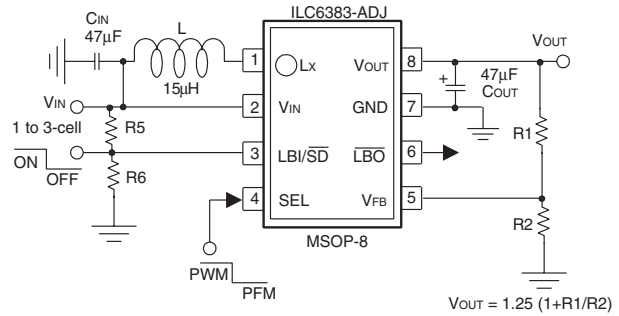 ILC6383-ADJ
CIN
47µF
L
15µH
1
LX
VOUT
8
VOUT
+
47µF
COUT
VIN
1 to 3-cell
2
VIN
GND
7
R5
R1
ON
OFF
3
LBI/SD
LBO
6
R6
4
SEL
VFB
5
R2
MSOP-8
PWM
PFM
VOUT = 1.25 (1+R1/R2)